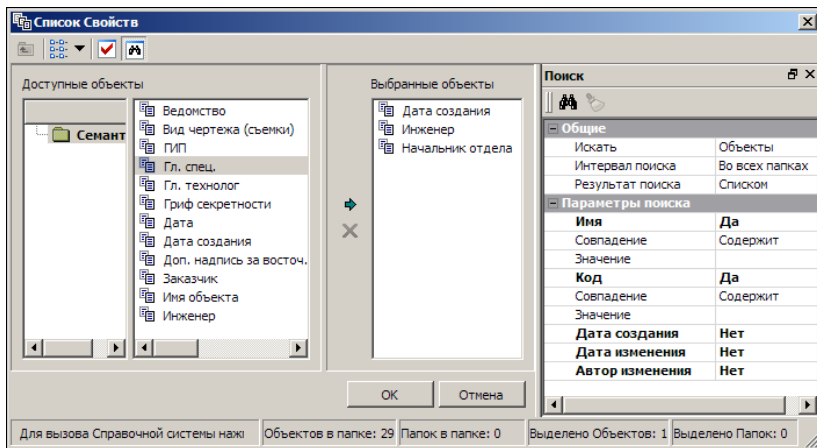 Список Свойств
Доступные объекты
Семант
Ведомство
Вид чертежа (съемки)
ГИП
Гл. спец.
Гл. технолог
Гриф секретности
Дата
Дата создания
Доп. надпись за восточ.
Заказчик
Имя объекта
Инженер
Выбранные объекты
Дата создания
Инженер
Начальник отдела
OK
Отмена
Поиск
Общие
Искать Объекты
Интервал поиска Во всех папках
Результат поиска Списком
Параметры поиска
Имя Да
Совпадение Содержит
Значение
Код Да
Совпадение Содержит
Значение
Дата создания Нет
Дата изменения Нет
Автор изменения Нет
Для вызова Справочной системы наж Объектов в папке: 29 Папок в папке: 0 Выделено Объектов: 1 Выделено Папок: 0